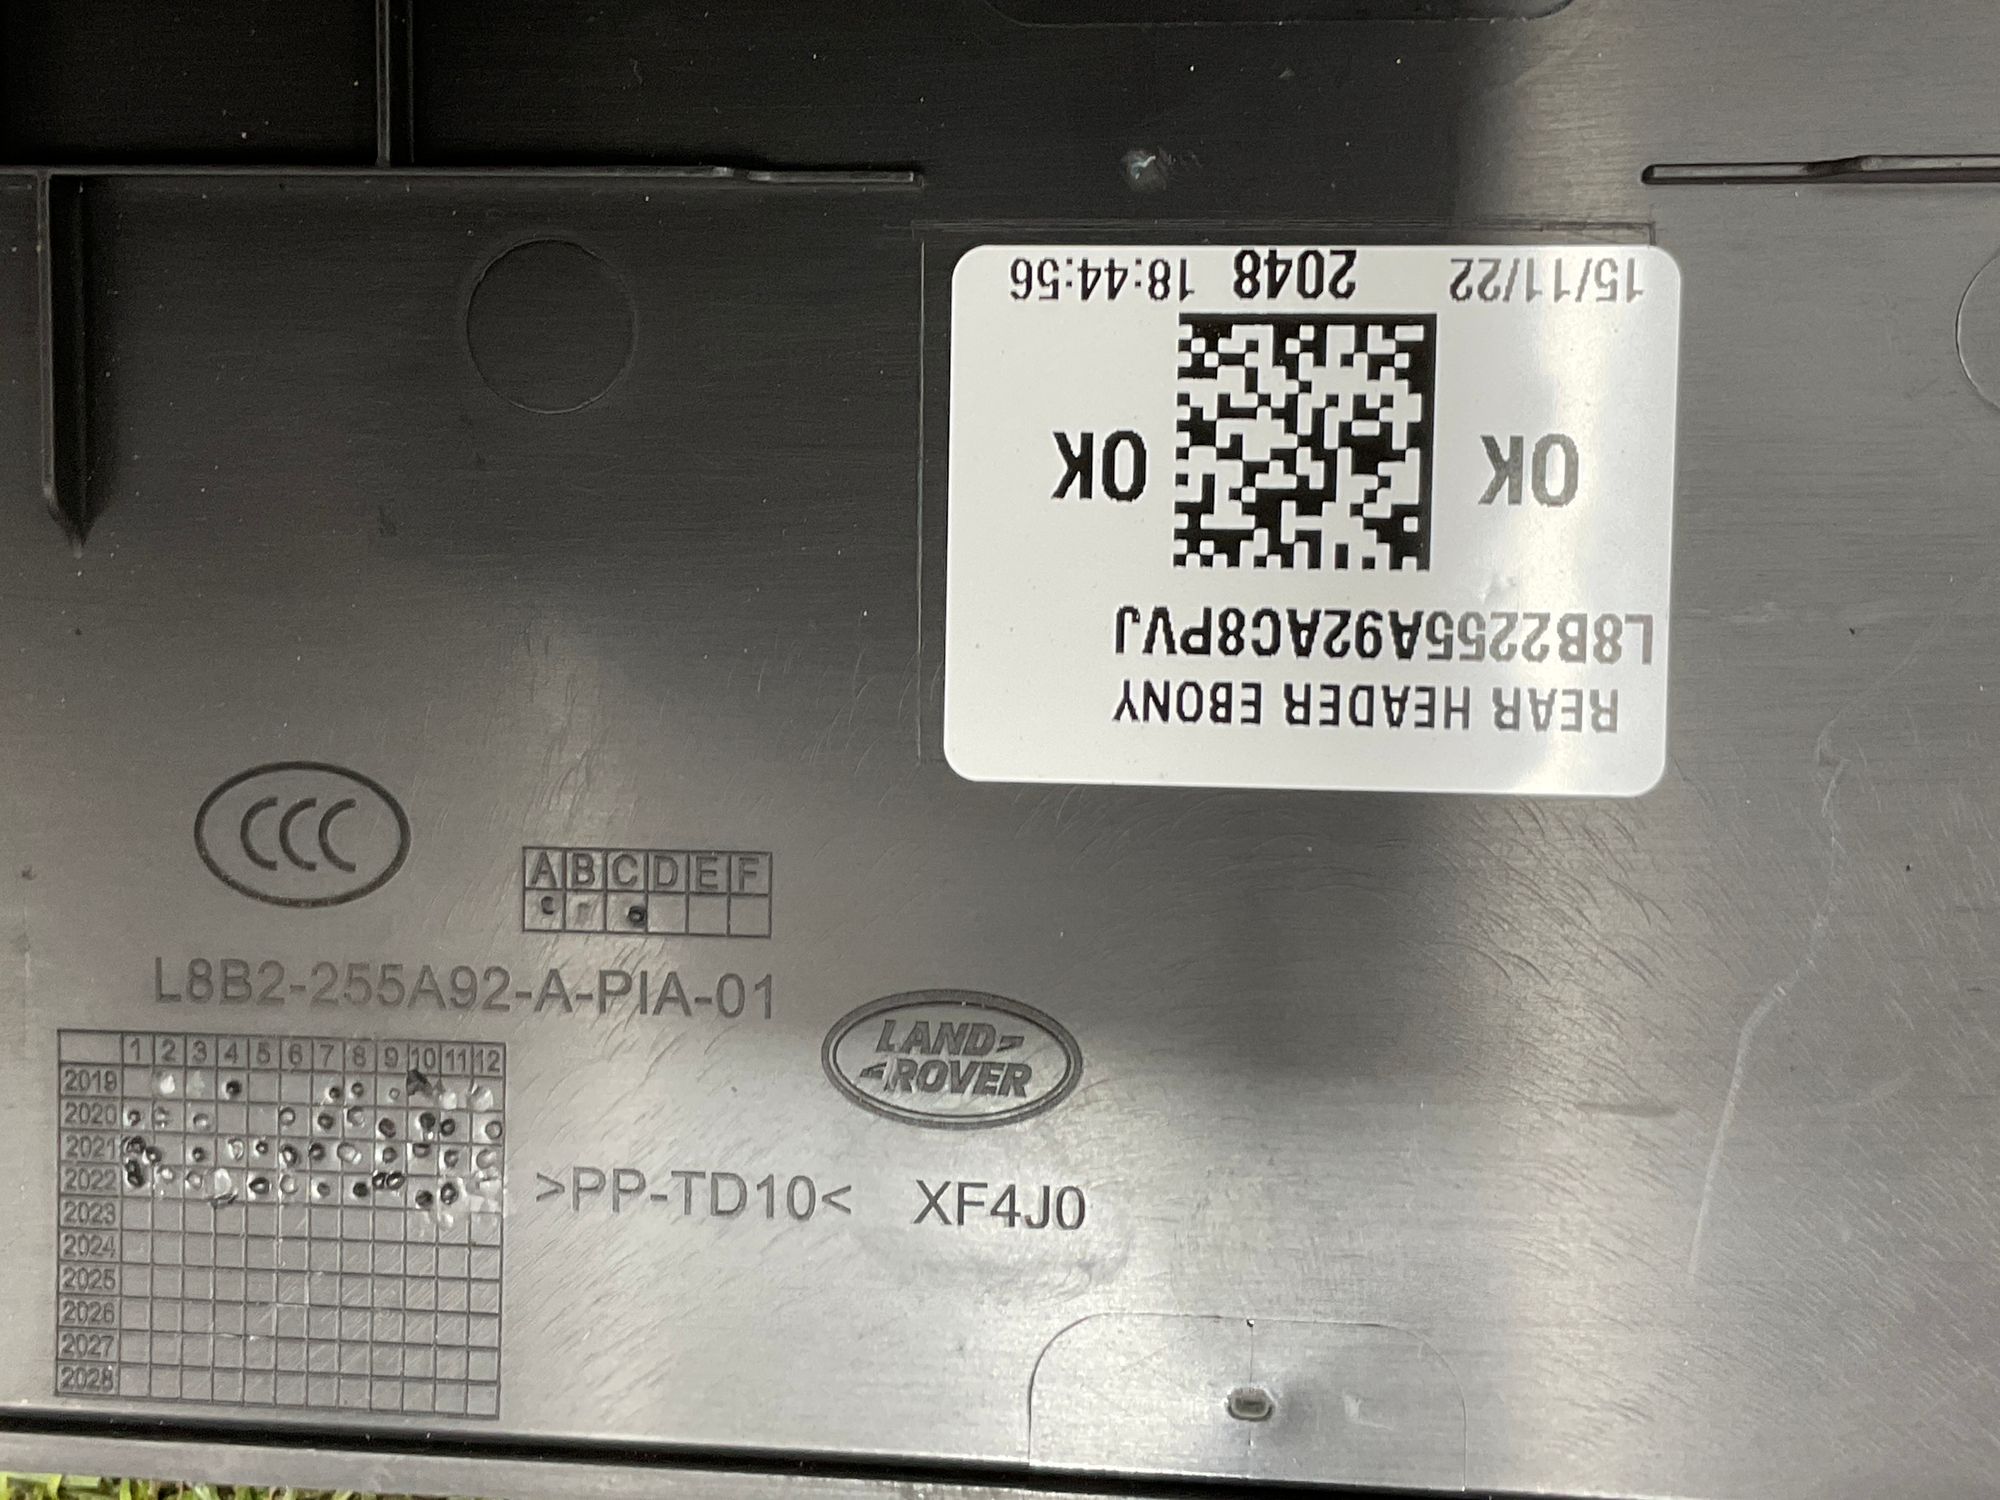 REAR HEADER EBONY
L8B2255A92AC8PVJ
OK OK
15/11/22 2048 18:44:56
CCC
A B C D E F
L8B2-255A92-A-PIA-01
LAND
ROVER
1 2 3 4 5 6 7 8 9 10 11 12
2019
2020
2021
2022
2023
2024
2025
2026
2027
2028
>PP-TD10< XF4J0